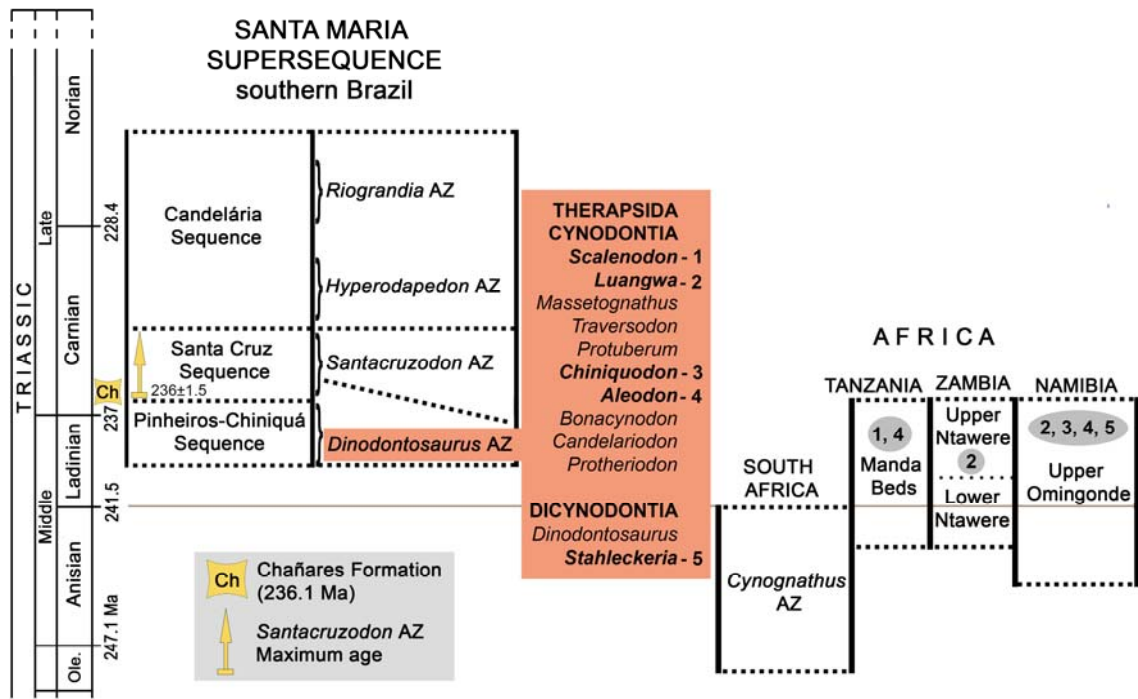 SANTA MARIA
SUPERSEQUENCE
southern Brazil
TRIASSIC
Late
Middle
Norian
Carnian
Ladinian
Anisian
Ole.
228.4
237
241.5
247.1 Ma
Ch
236±1.5
Candelária
Sequence
Santa Cruz
Sequence
Pinheiros-Chiniquá
Sequence
Riograndia AZ
Hyperodapedon AZ
Santacruzodon AZ
Dinodontosaurus AZ
THERAPSIDA
CYNODONTIA
Scalenodon - 1
Luangwa - 2
Massetognathus
Traversodon
Protuberum
Chiniquodon - 3
Aleodon - 4
Bonacynodon
Candelariodon
Protheriodon
DICYNODONTIA
Dinodontosaurus
Stahleckeria - 5
AFRICA
SOUTH
AFRICA
Cynognathus
AZ
TANZANIA
1, 4
Manda
Beds
ZAMBIA
Upper
Ntawere
2
Lower
Ntawere
NAMIBIA
2, 3, 4, 5
Upper
Omingonde
Ch
Chañares Formation
(236.1 Ma)
Santacruzodon AZ
Maximum age